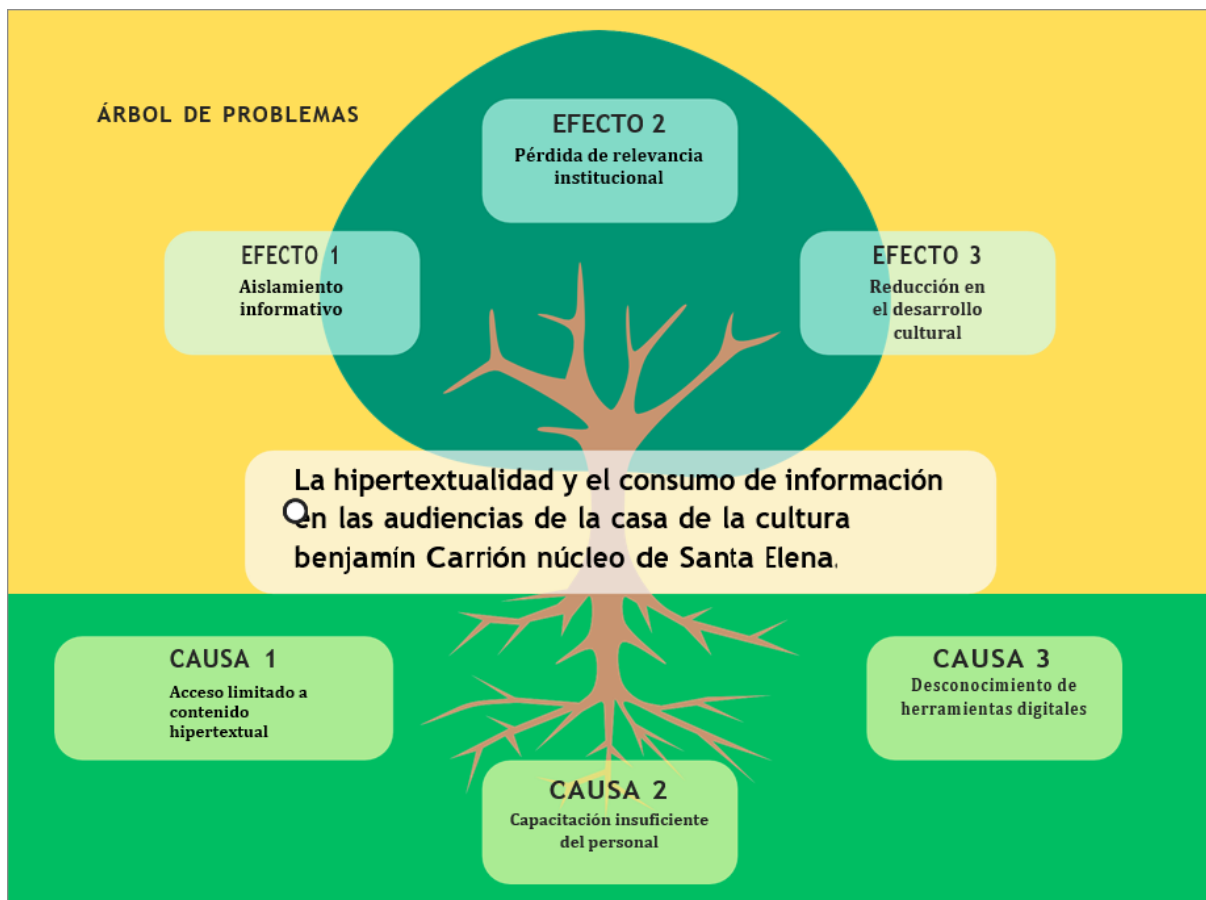 ÁRBOL DE PROBLEMAS
EFECTO 2
Pérdida de relevancia
institucional
EFECTO 1
Aislamiento
informativo
EFECTO 3
Reducción en
el desarrollo
cultural
La hipertextualidad y el consumo de información
en las audiencias de la casa de la cultura
benjamín Carrión núcleo de Santa Elena.
CAUSA 1
Acceso limitado a
contenido
hipertextual
CAUSA 3
Desconocimiento de
herramientas digitales
CAUSA 2
Capacitación insuficiente
del personal